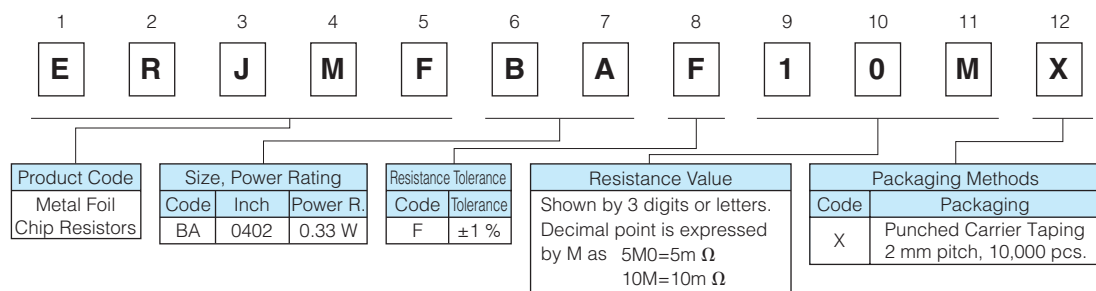 1 2 3 4 5 6 7 8 9 10 11 12
E R J M F B A F 1 0 M X
Product Code
Metal Foil
Chip Resistors
Size, Power Rating
Code Inch Power R.
BA 0402 0.33 W
Resistance Tolerance
Code Tolerance
F ±1 %
Resistance Value
Shown by 3 digits or letters.
Decimal point is expressed
by M as 5M0=5m Ω
10M=10m Ω
Packaging Methods
Code Packaging
X Punched Carrier Taping
2 mm pitch, 10,000 pcs.